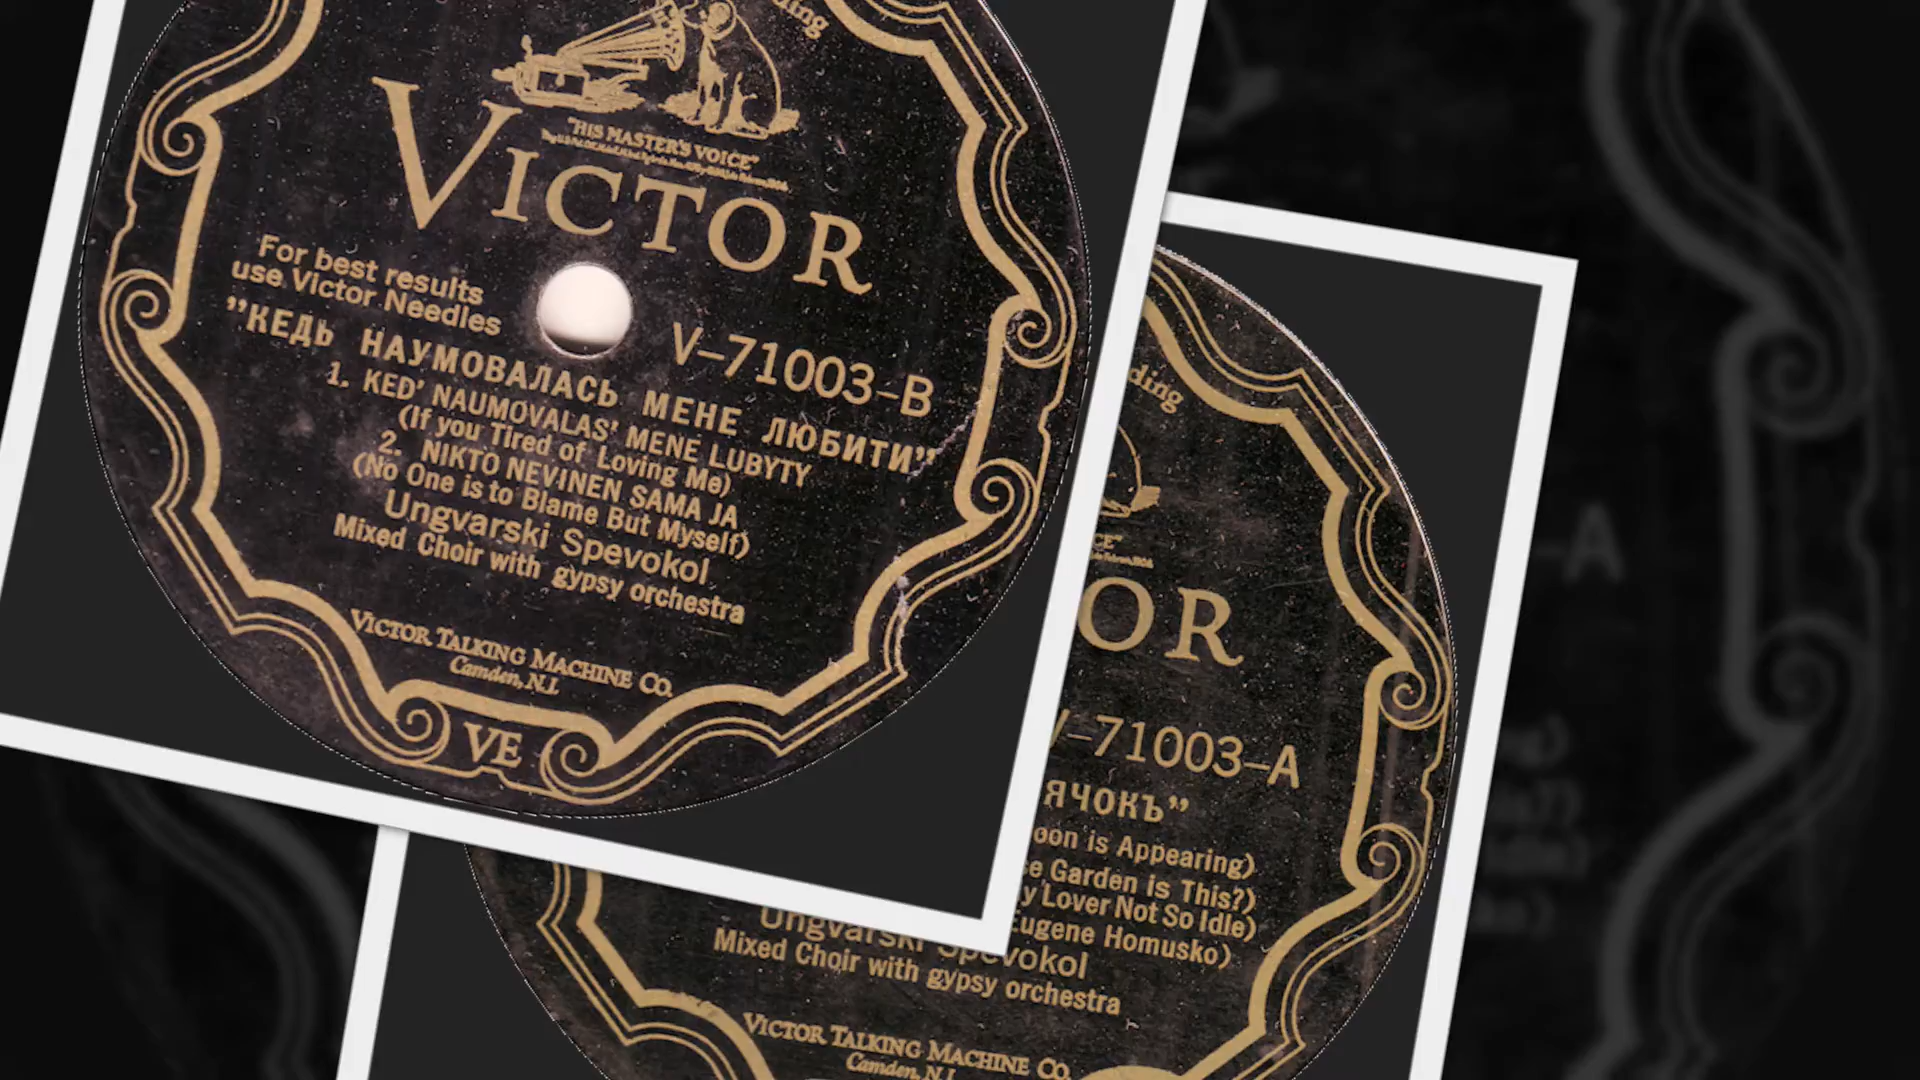 ding
"HIS MASTER'S VOICE"
VICTOR
For best results
use Victor Needles
V-71003-B
"КЕДЬ НАУМОВАЛАСЬ МЕНЕ ЛЮБИТИ"
1. KED' NAUMOVALAS' MENE LUBYTY
(If you Tired of Loving Me)
2. NIKTO NEVINEN SAMA JA
(No One is to Blame But Myself)
Ungvarski Spevokol
Mixed Choir with gypsy orchestra
VICTOR TALKING MACHINE CO.
Camden, N.J.
VE
ding
CE"
OR
V-71003-A
ЯЧОКЪ"
oon is Appearing)
se Garden is This?)
y Lover Not So Idle)
Eugene Homusko)
Ungvarski Spevokol
Mixed Choir with gypsy orchestra
VICTOR TALKING MACHINE CO.
Camden, N.J.
-A